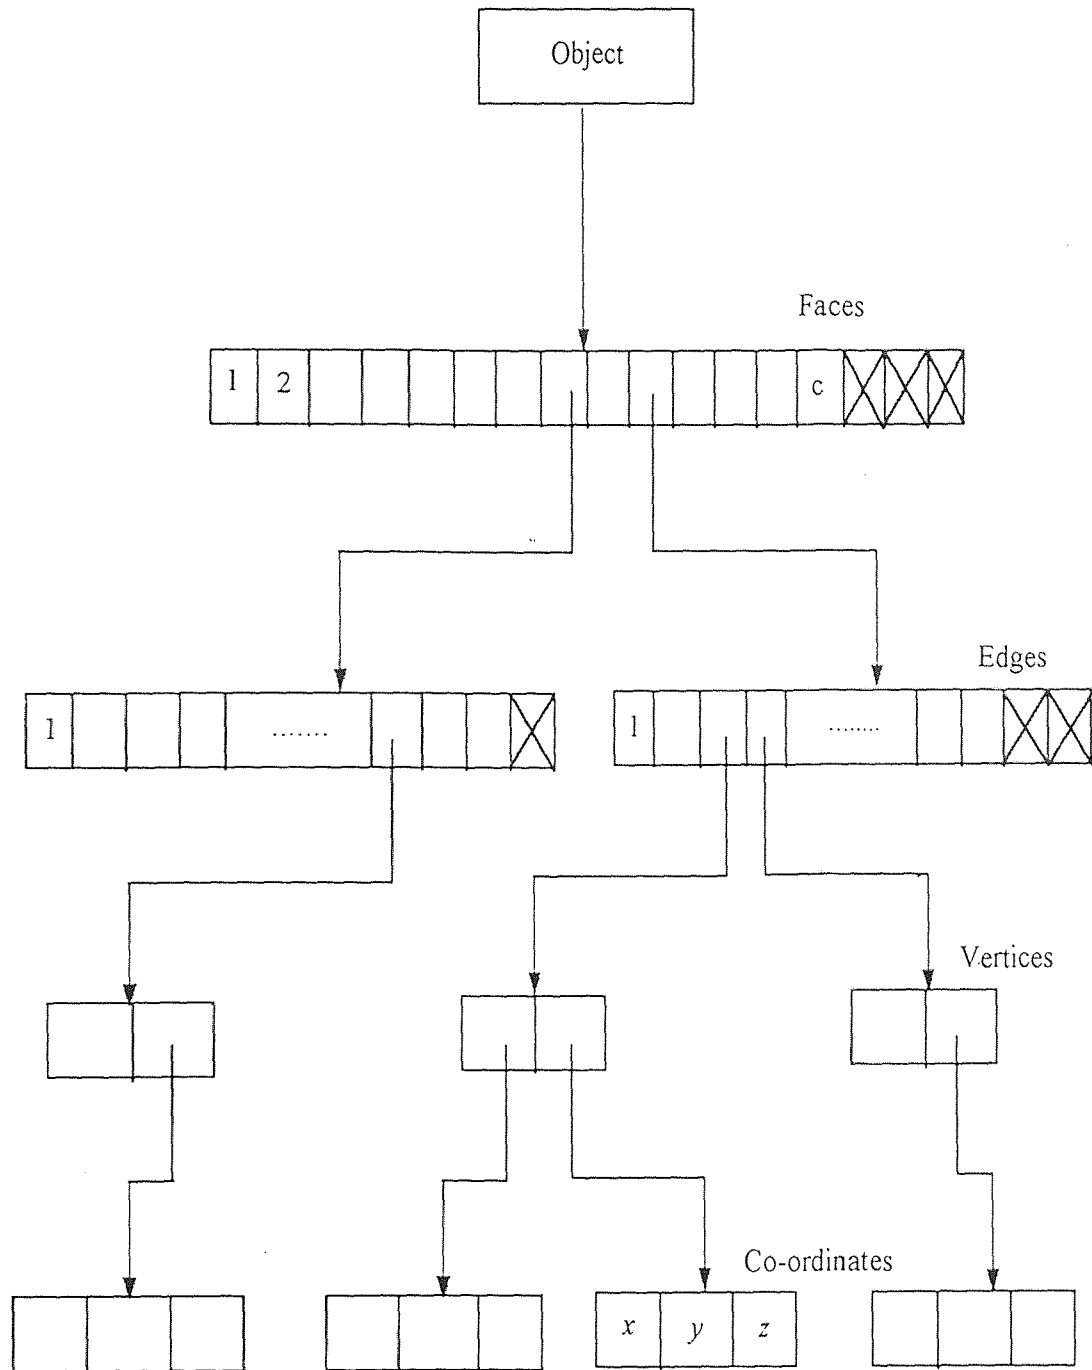 Object
Faces
1 2 c
Edges
1 ....... 1 ........
Vertices
Co-ordinates
x y z